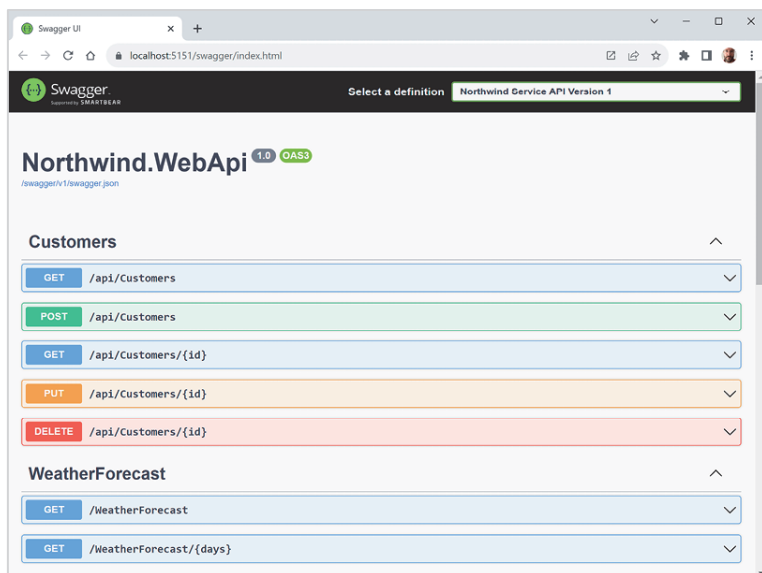 Swagger UI
localhost:5151/swagger/index.html
Swagger.
Supported by SMARTBEAR
Select a definition
Northwind Service API Version 1
Northwind.WebApi 1.0 OAS3
/swagger/v1/swagger.json
Customers
GET /api/Customers
POST /api/Customers
GET /api/Customers/{id}
PUT /api/Customers/{id}
DELETE /api/Customers/{id}
WeatherForecast
GET /WeatherForecast
GET /WeatherForecast/{days}